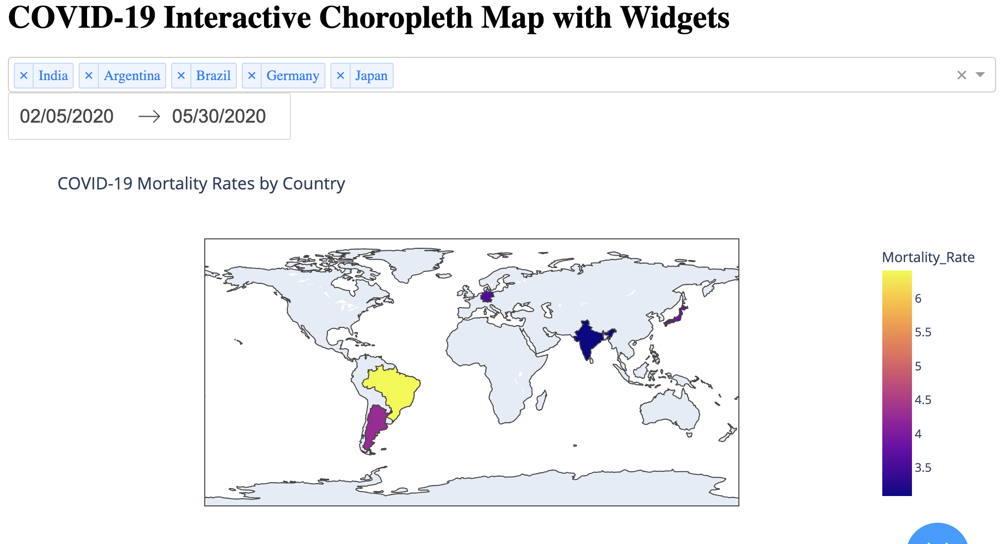 COVID-19 Interactive Choropleth Map with Widgets
× India × Argentina × Brazil × Germany × Japan ×
02/05/2020 → 05/30/2020
COVID-19 Mortality Rates by Country
Mortality_Rate
6
5.5
5
4.5
4
3.5